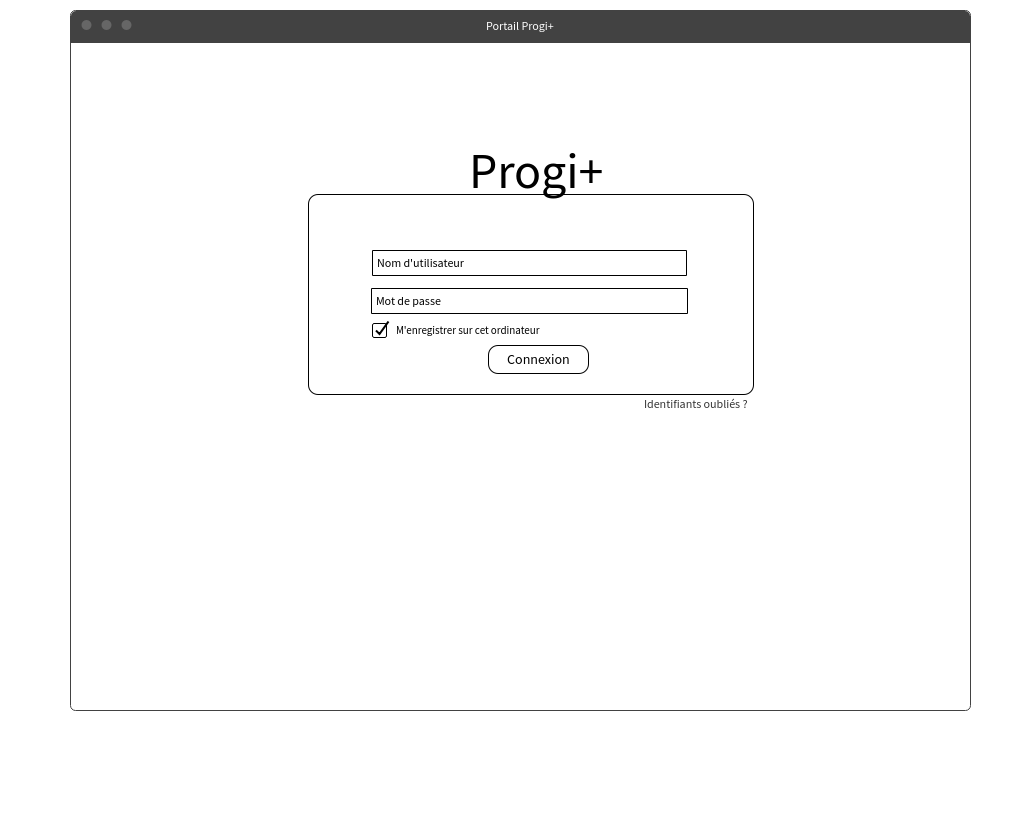 Portail Progi+
Progi+
Nom d'utilisateur
Mot de passe
M'enregistrer sur cet ordinateur
Connexion
Identifiants oubliés ?